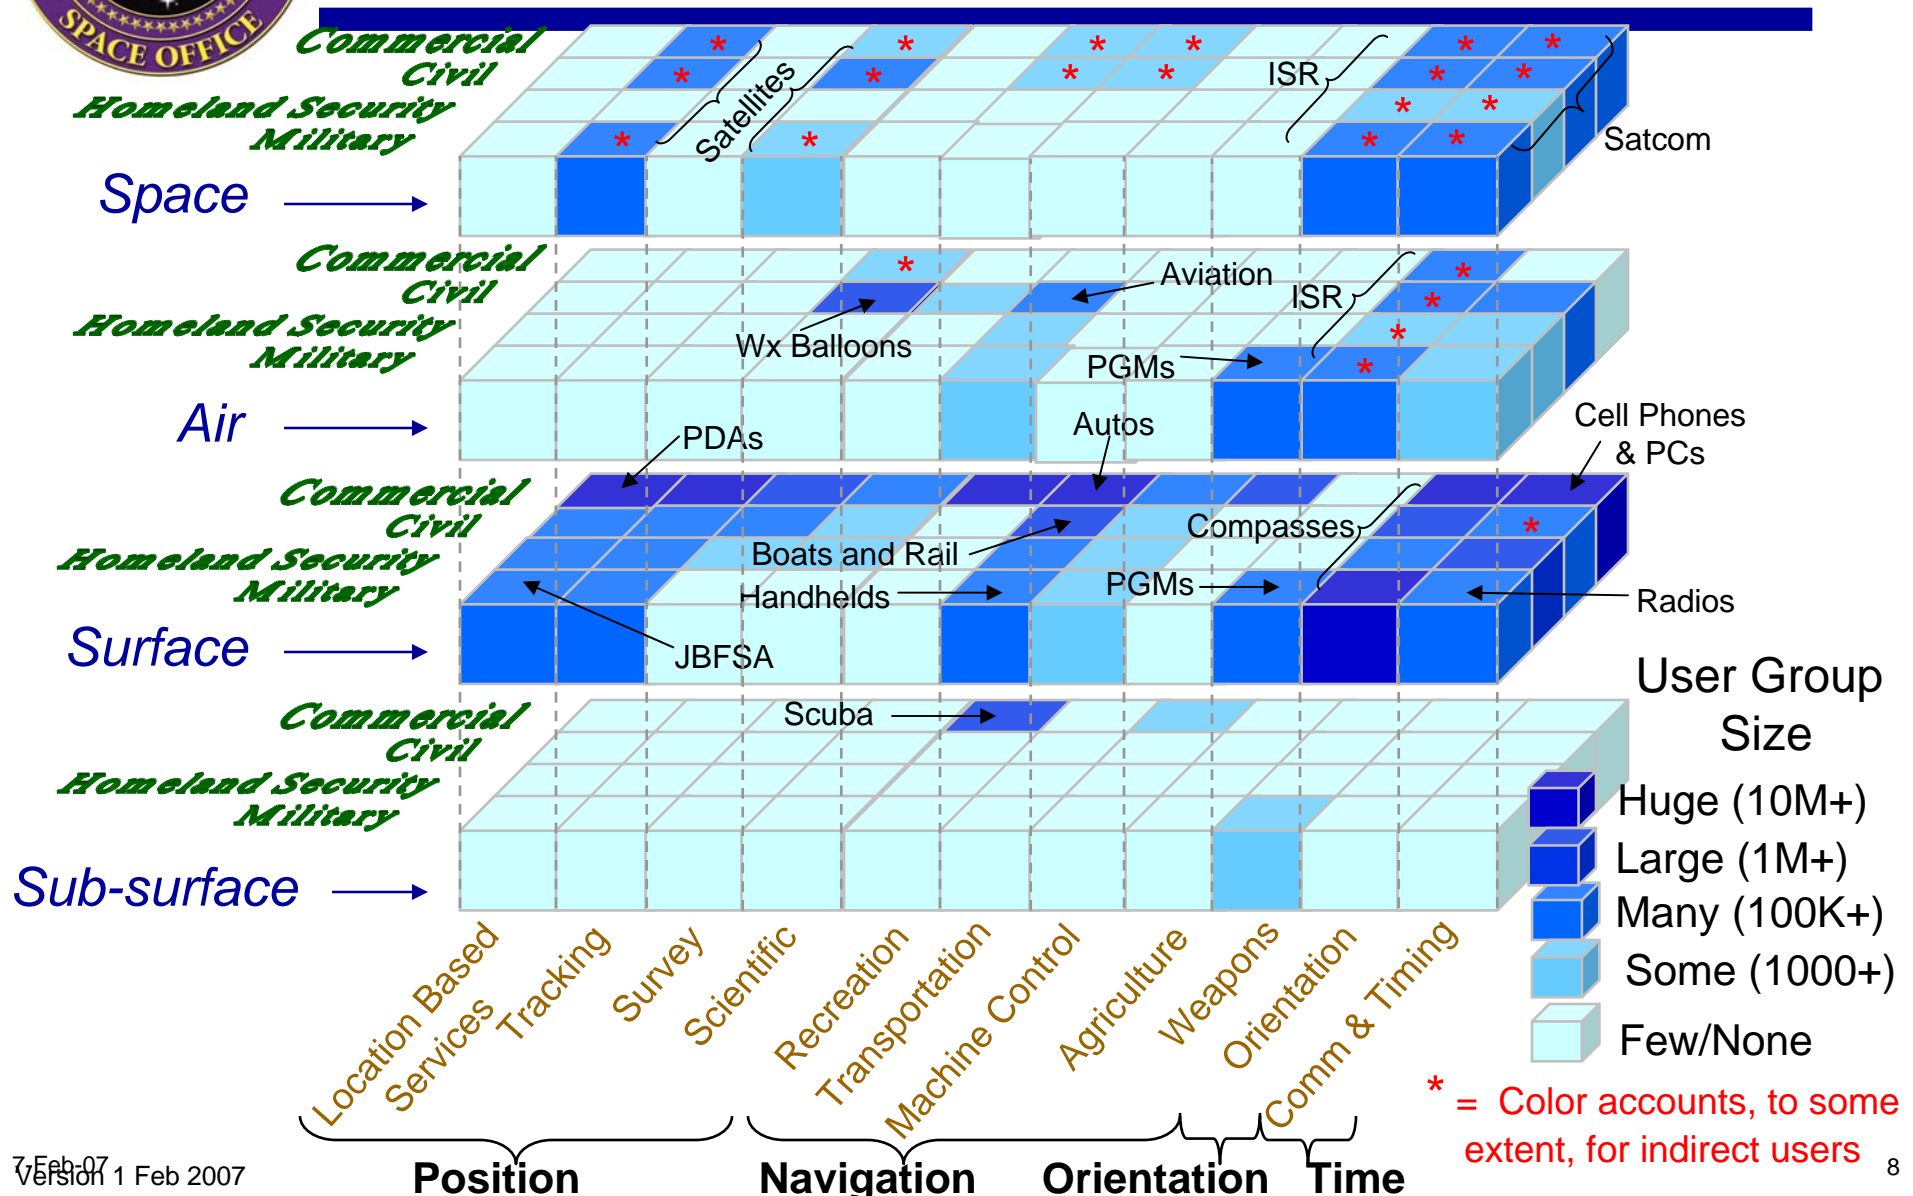 SPACE OFFICE
Commercial
Civil
Homeland Security
Military
Space
Satellites
ISR
Satcom
Commercial
Civil
Homeland Security
Military
Air
Wx Balloons
Aviation
ISR
PGMs
Commercial
Civil
Homeland Security
Military
Surface
PDAs
Autos
Cell Phones
& PCs
Compasses
Boats and Rail
Handhelds
PGMs
Radios
JBFSA
Commercial
Civil
Homeland Security
Military
Sub-surface
Scuba
User Group
Size
Huge (10M+)
Large (1M+)
Many (100K+)
Some (1000+)
Few/None
Location Based
Services
Tracking
Survey
Scientific
Recreation
Transportation
Machine Control
Agriculture
Weapons
Orientation
Comm & Timing
* = Color accounts, to some
extent, for indirect users
Position
Navigation
Orientation
Time
7-Feb-07
Version 1 Feb 2007
8